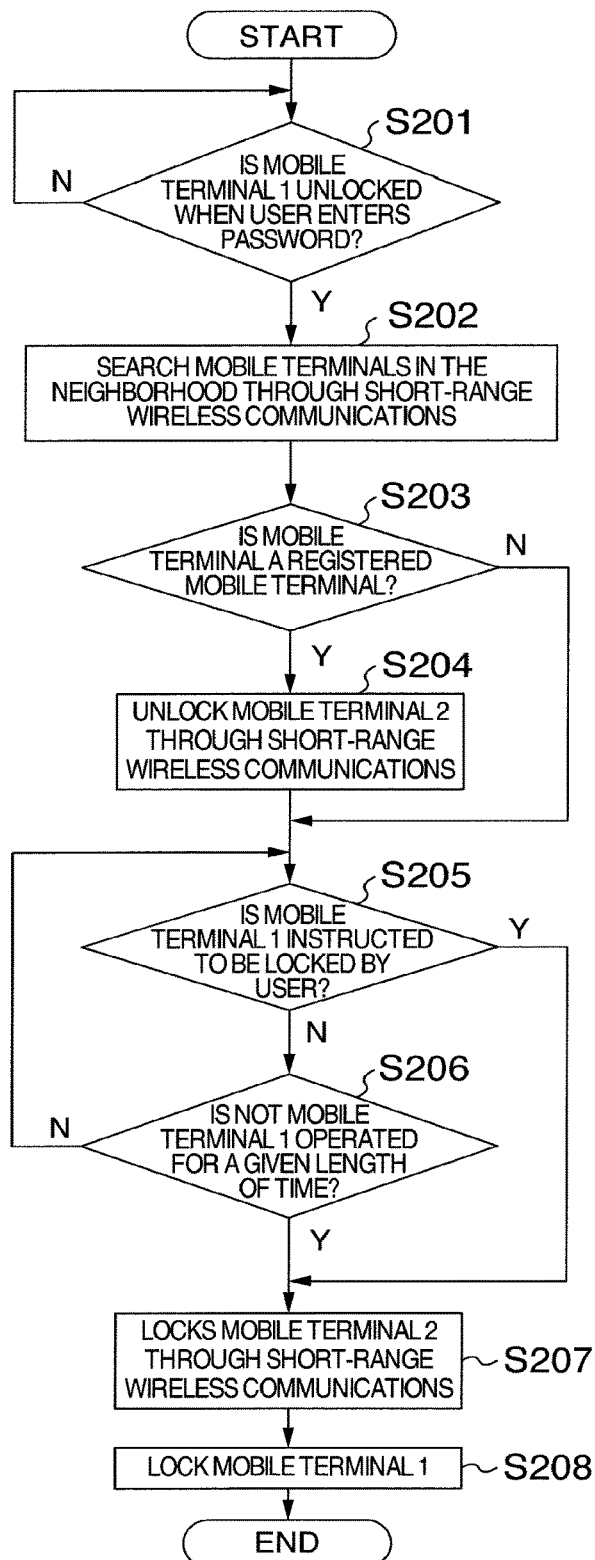 START
S201
IS MOBILE
TERMINAL 1 UNLOCKED
WHEN USER ENTERS
PASSWORD?
N
Y
S202
SEARCH MOBILE TERMINALS IN THE
NEIGHBORHOOD THROUGH SHORT-RANGE
WIRELESS COMMUNICATIONS
S203
IS MOBILE
TERMINAL A REGISTERED
MOBILE TERMINAL?
N
Y
S204
UNLOCK MOBILE TERMINAL 2
THROUGH SHORT-RANGE
WIRELESS COMMUNICATIONS
S205
IS MOBILE
TERMINAL 1 INSTRUCTED
TO BE LOCKED BY
USER?
Y
N
S206
IS NOT MOBILE
TERMINAL 1 OPERATED
FOR A GIVEN LENGTH
OF TIME?
N
Y
LOCKS MOBILE TERMINAL 2
THROUGH SHORT-RANGE
WIRELESS COMMUNICATIONS
S207
LOCK MOBILE TERMINAL 1
S208
END